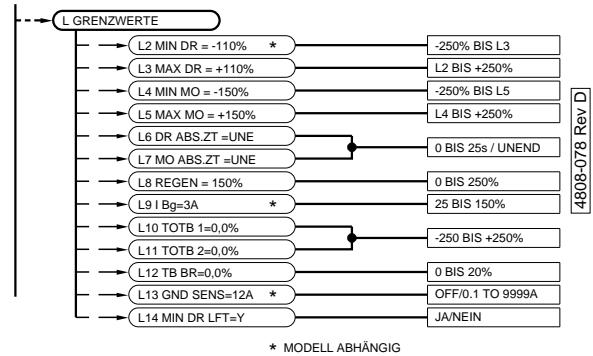 L GRENZWERTE
L2 MIN DR = -110% * -250% BIS L3
L3 MAX DR = +110% L2 BIS +250%
L4 MIN MO = -150% -250% BIS L5
L5 MAX MO = +150% L4 BIS +250%
L6 DR ABS.ZT =UNE
L7 MO ABS.ZT =UNE
0 BIS 25s / UNEND
L8 REGEN = 150% 0 BIS 250%
L9 I Bg=3A * 25 BIS 150%
L10 TOTB 1=0,0%
L11 TOTB 2=0,0%
-250 BIS +250%
L12 TB BR=0,0% 0 BIS 20%
L13 GND SENS=12A * OFF/0.1 TO 9999A
L14 MIN DR LFT=Y JA/NEIN
* MODELL ABHÄNGIG
4808-078 Rev D